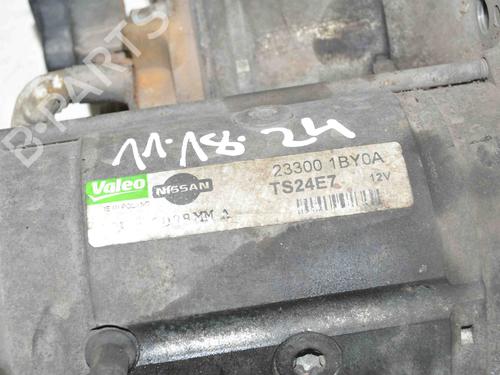 B-PARTS
11.18.24
Valeo
NISSAN
23300 1BY0A
TS24E7 12V